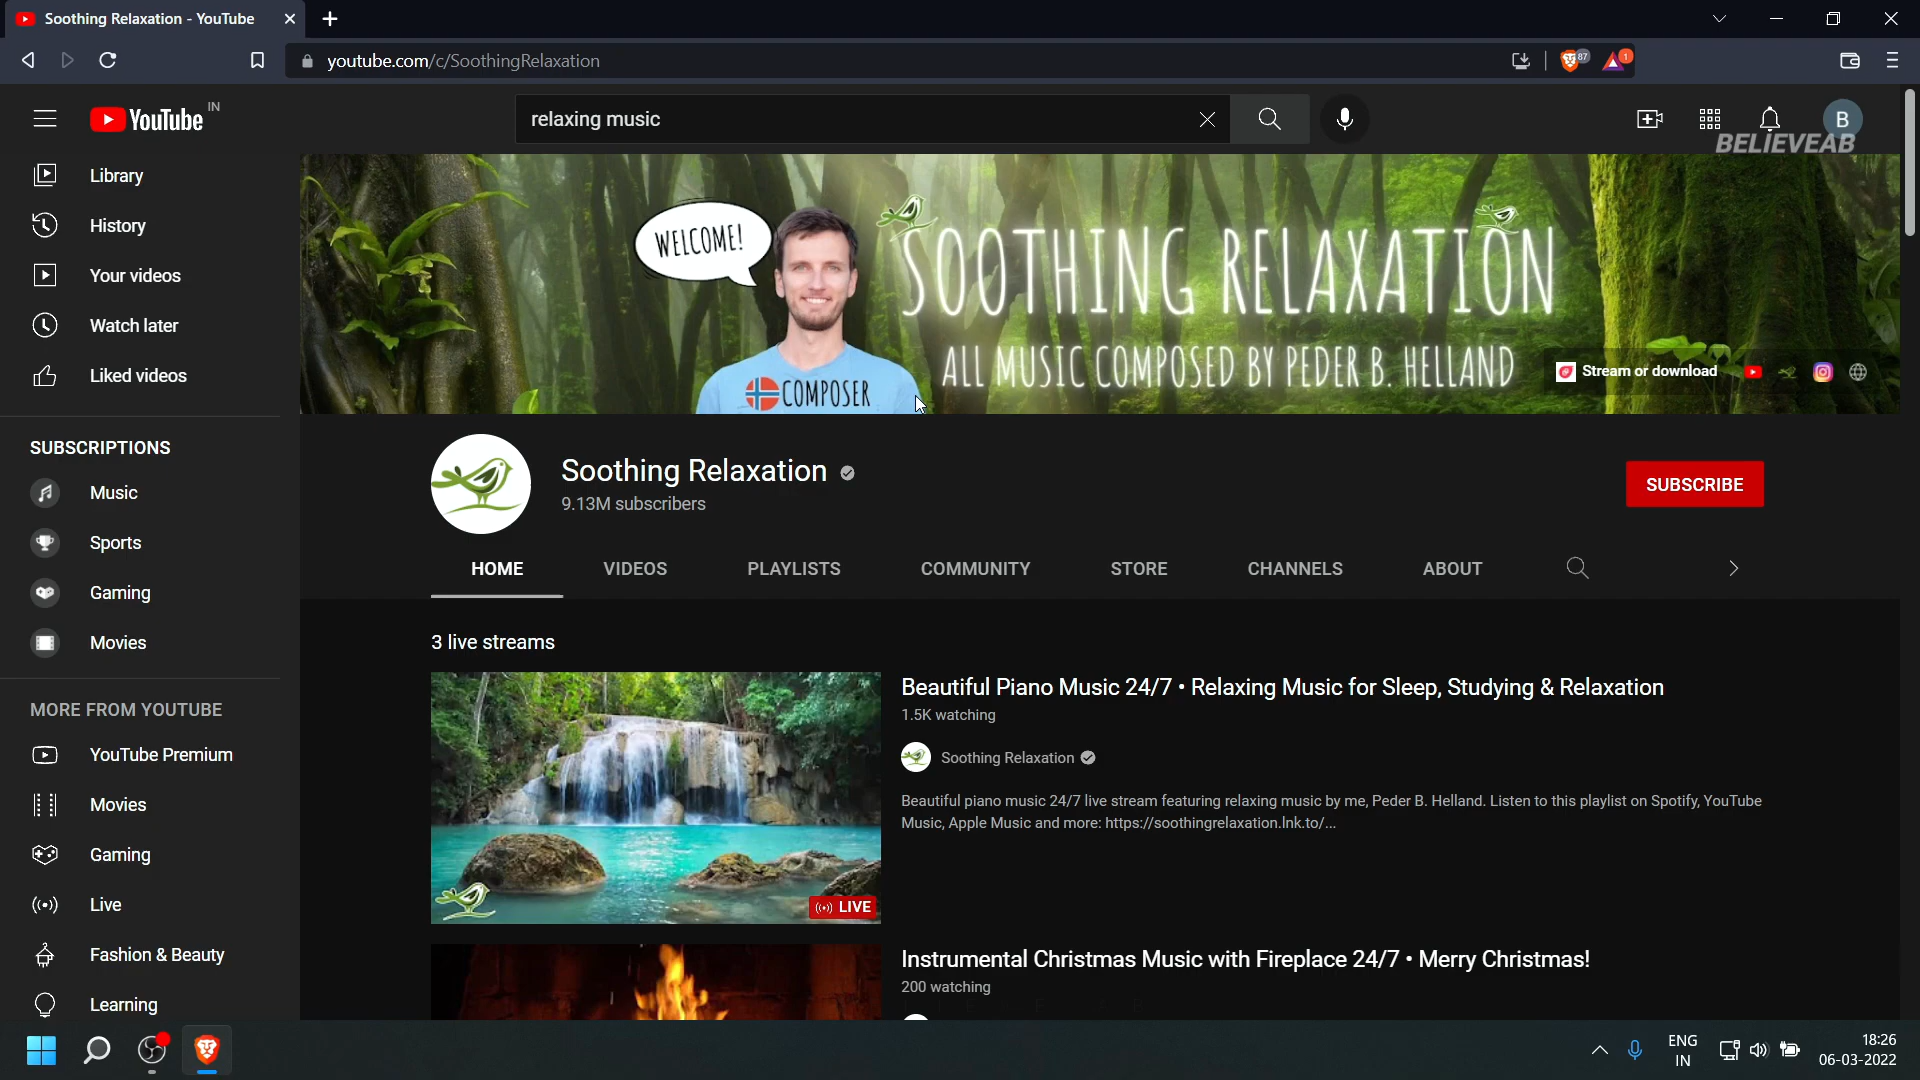 Soothing Relaxation - YouTube
youtube.com/c/SoothingRelaxation
87
1
YouTube IN
relaxing music
B
BELIEVEAB
Library
History
Your videos
Watch later
Liked videos
SUBSCRIPTIONS
Music
Sports
Gaming
Movies
MORE FROM YOUTUBE
YouTube Premium
Movies
Gaming
Live
Fashion & Beauty
Learning
WELCOME!
SOOTHING RELAXATION
ALL MUSIC COMPOSED BY PEDER B. HELLAND
COMPOSER
Stream or download
Soothing Relaxation
9.13M subscribers
SUBSCRIBE
HOME VIDEOS PLAYLISTS COMMUNITY STORE CHANNELS ABOUT
3 live streams
LIVE
Beautiful Piano Music 24/7 • Relaxing Music for Sleep, Studying & Relaxation
1.5K watching
Soothing Relaxation
Beautiful piano music 24/7 live stream featuring relaxing music by me, Peder B. Helland. Listen to this playlist on Spotify, YouTube
Music, Apple Music and more: https://soothingrelaxation.lnk.to/...
Instrumental Christmas Music with Fireplace 24/7 • Merry Christmas!
200 watching
ENG
IN
18:26
06-03-2022